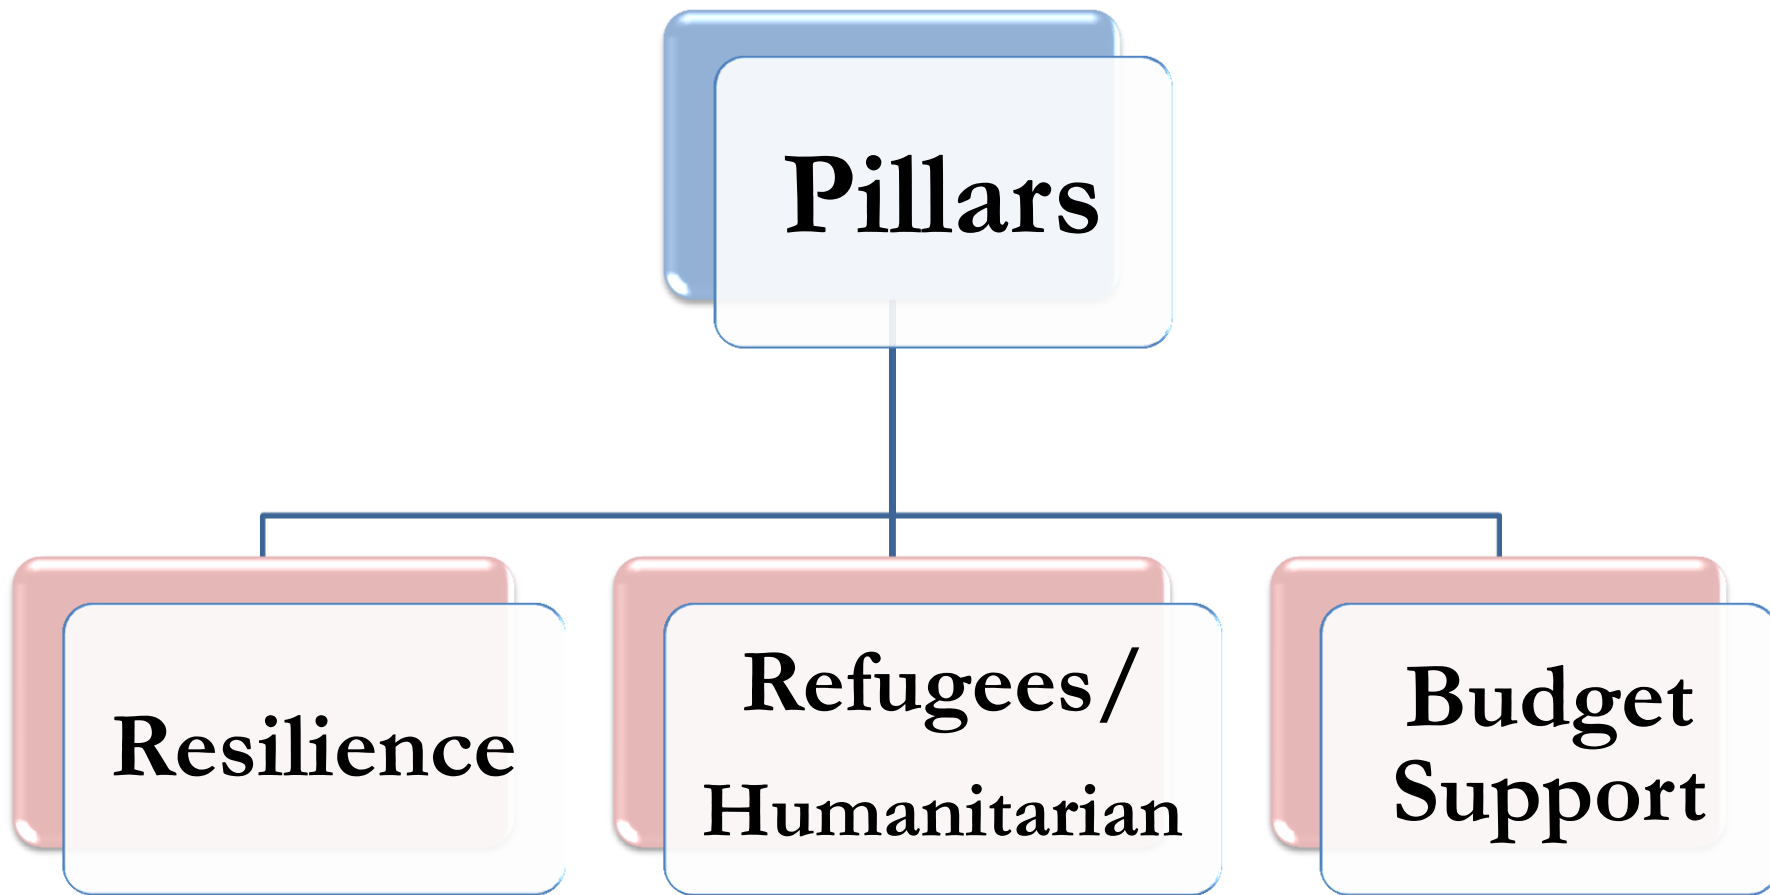 Pillars
Resilience
Refugees/
Humanitarian
Budget
Support